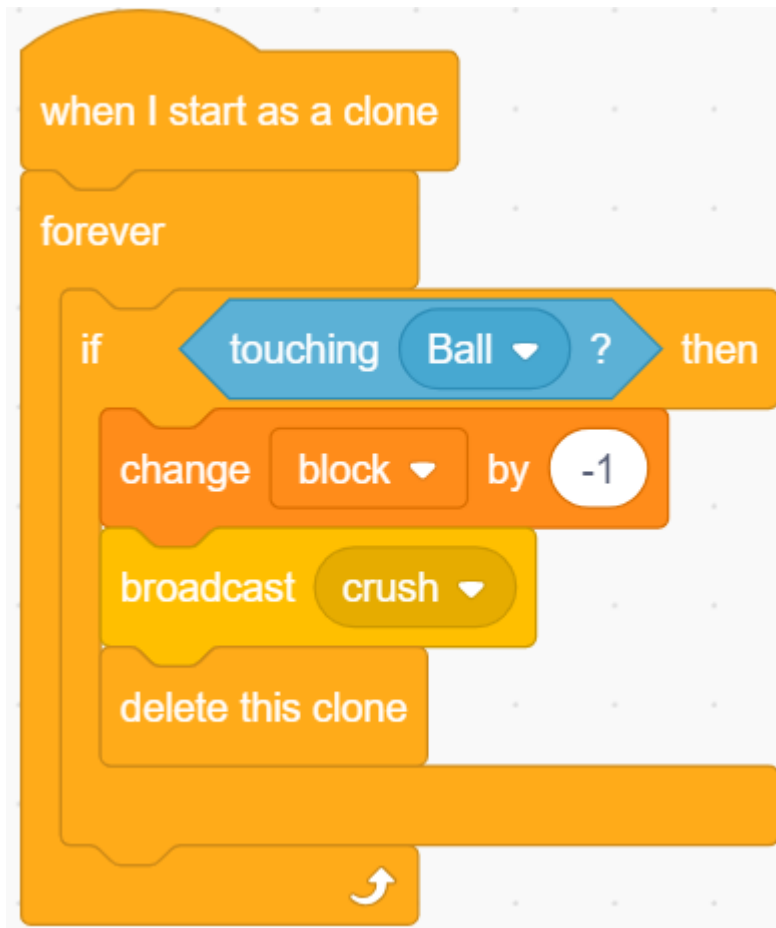 when I start as a clone
forever
if touching Ball ? then
change block by -1
broadcast crush
delete this clone